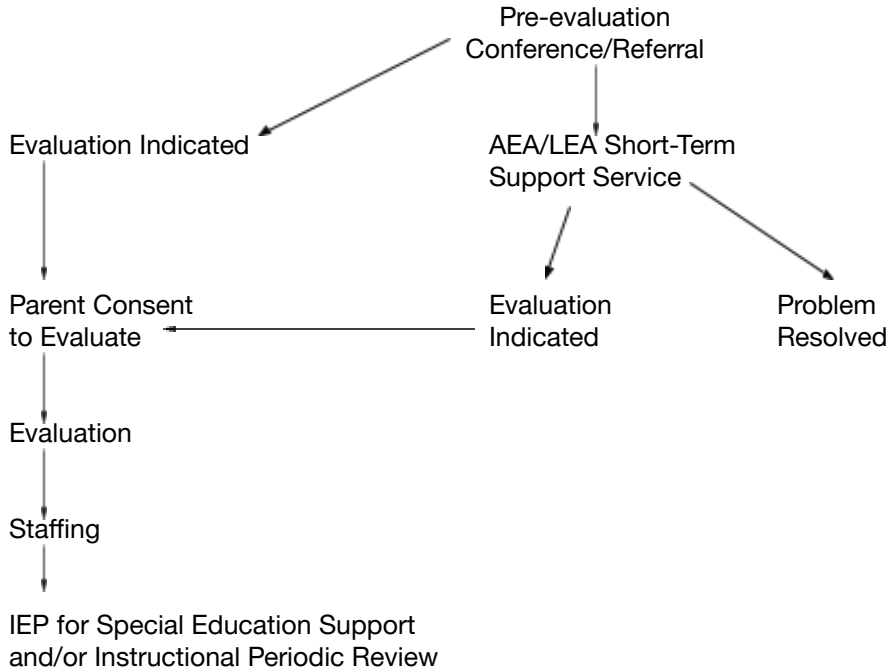 Pre-evaluation
Conference/Referral
Evaluation Indicated
AEA/LEA Short-Term
Support Service
Parent Consent
to Evaluate
Evaluation
Indicated
Problem
Resolved
Evaluation
Staffing
IEP for Special Education Support
and/or Instructional Periodic Review